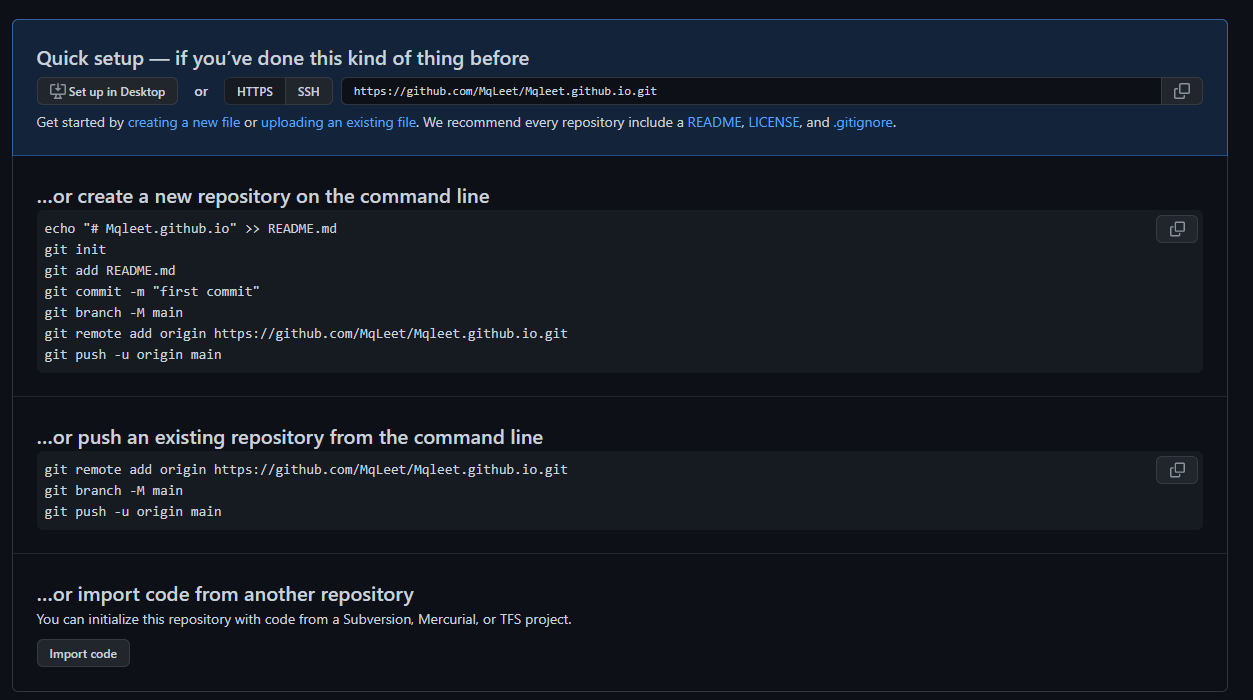 Quick setup — if you’ve done this kind of thing before
Set up in Desktop or HTTPS SSH https://github.com/MqLeet/Mqleet.github.io.git
Get started by creating a new file or uploading an existing file. We recommend every repository include a README, LICENSE, and .gitignore.
…or create a new repository on the command line
echo "# Mqleet.github.io" >> README.md
git init
git add README.md
git commit -m "first commit"
git branch -M main
git remote add origin https://github.com/MqLeet/Mqleet.github.io.git
git push -u origin main
…or push an existing repository from the command line
git remote add origin https://github.com/MqLeet/Mqleet.github.io.git
git branch -M main
git push -u origin main
…or import code from another repository
You can initialize this repository with code from a Subversion, Mercurial, or TFS project.
Import code